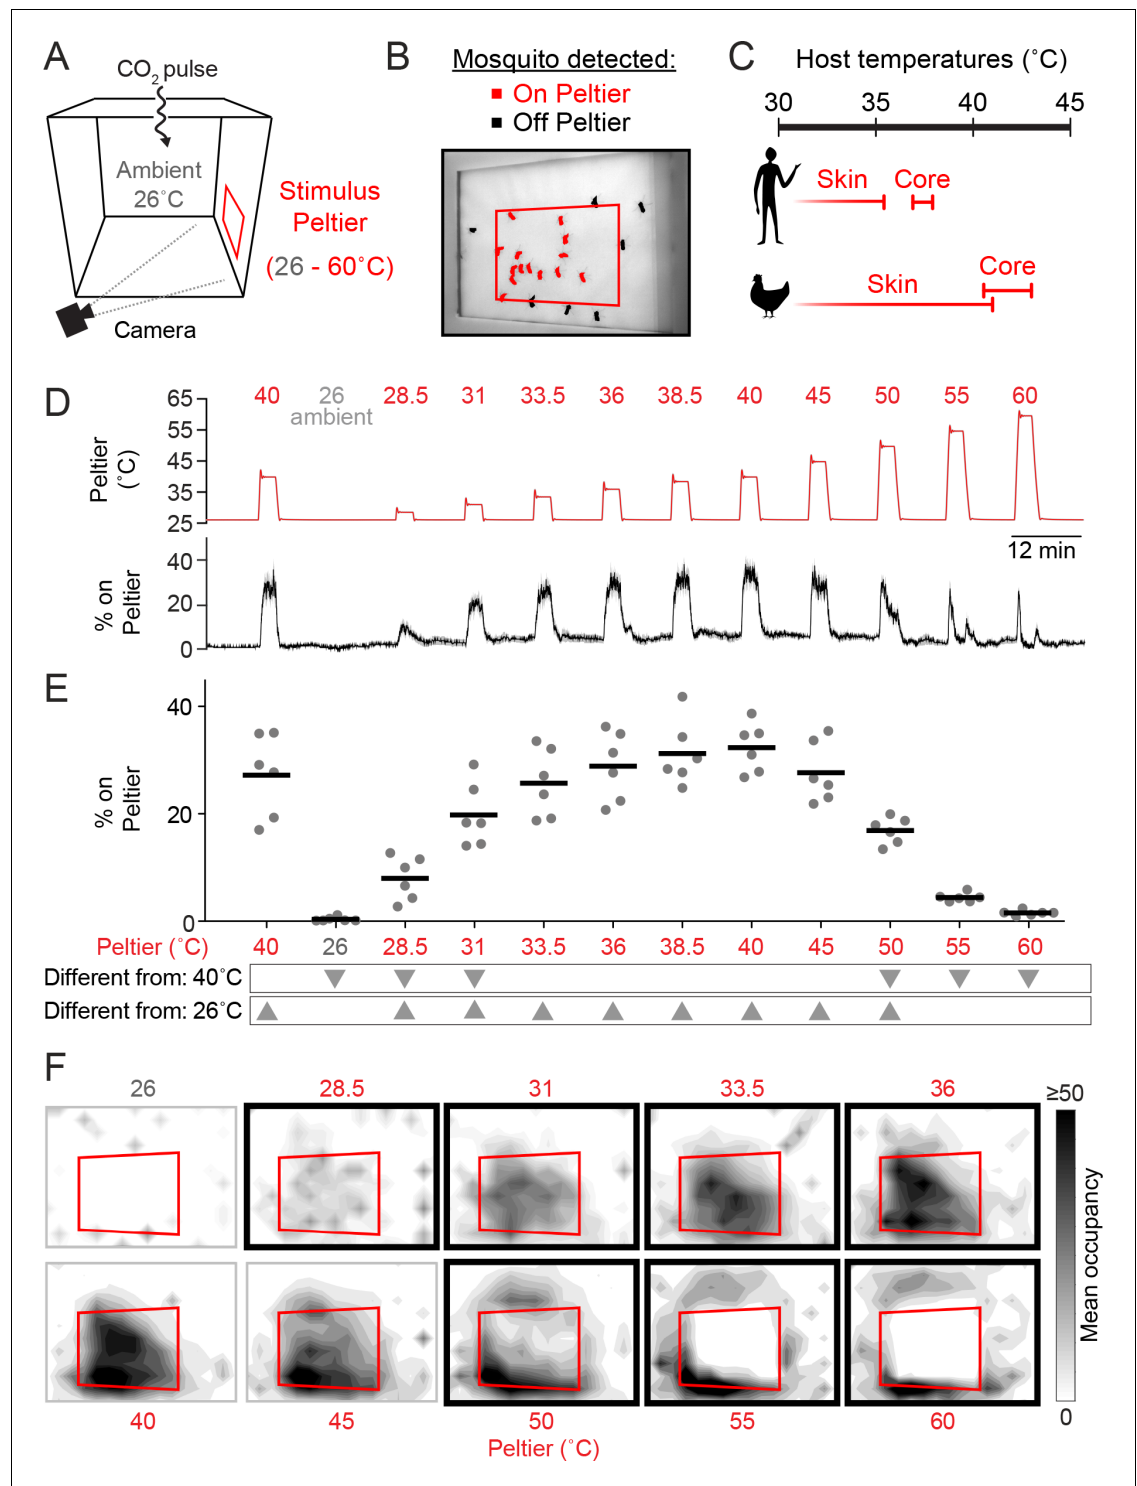 A
CO2 pulse
Ambient
26˚C
Stimulus
Peltier
(26 - 60˚C)
Camera
B
Mosquito detected:
On Peltier
Off Peltier
C
Host temperatures (˚C)
30 35 40 45
Skin Core
Skin Core
D
40 26 28.5 31 33.5 36 38.5 40 45 50 55 60
ambient
Peltier
(˚C)
65
55
45
35
25
12 min
% on
Peltier
40
20
0
E
% on
Peltier
40
20
0
Peltier (˚C) 40 26 28.5 31 33.5 36 38.5 40 45 50 55 60
Different from: 40˚C
Different from: 26˚C
F
26 28.5 31 33.5 36
40 45 50 55 60
Peltier (˚C)
≥50
Mean occupancy
0